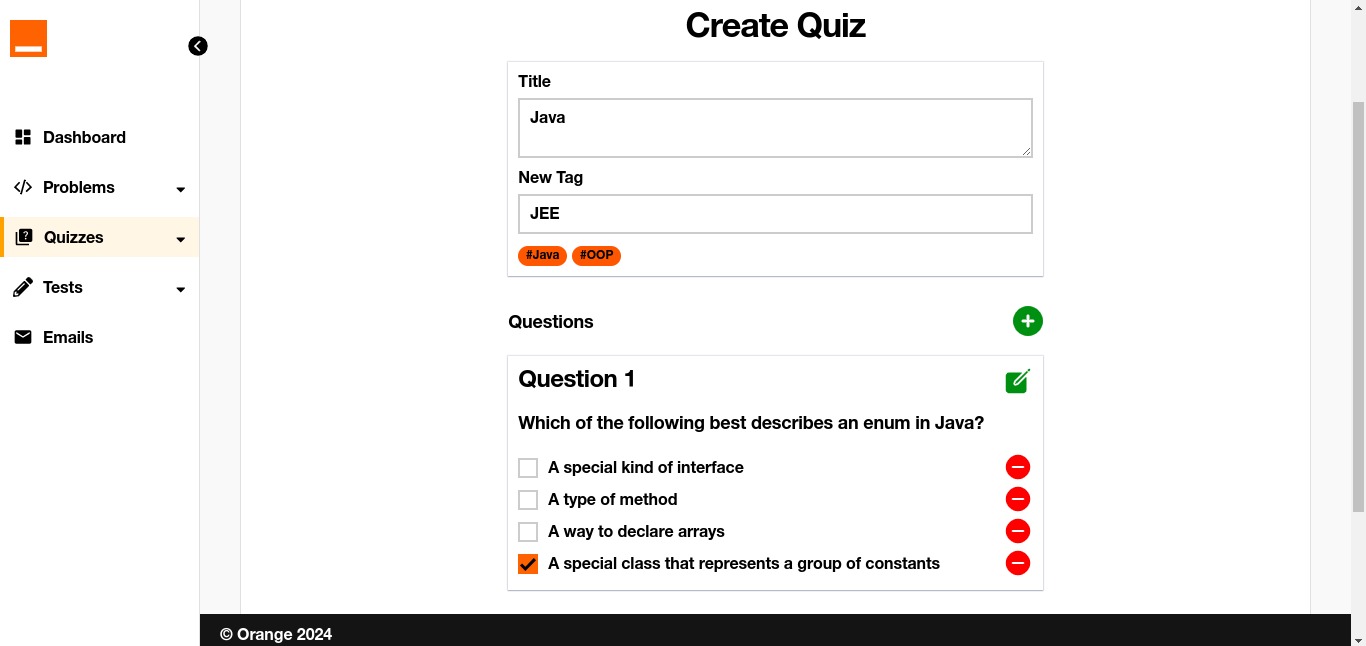 Create Quiz
Title
Java
New Tag
JEE
#Java #OOP
Dashboard
Problems
Quizzes
Tests
Emails
Questions
Question 1
Which of the following best describes an enum in Java?
A special kind of interface
A type of method
A way to declare arrays
A special class that represents a group of constants
© Orange 2024